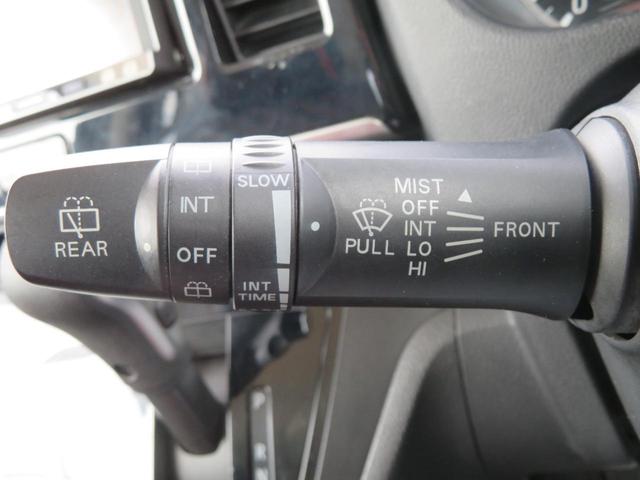 REAR
INT
OFF
SLOW
INT
TIME
PULL
MIST
OFF
INT
LO
HI
FRONT